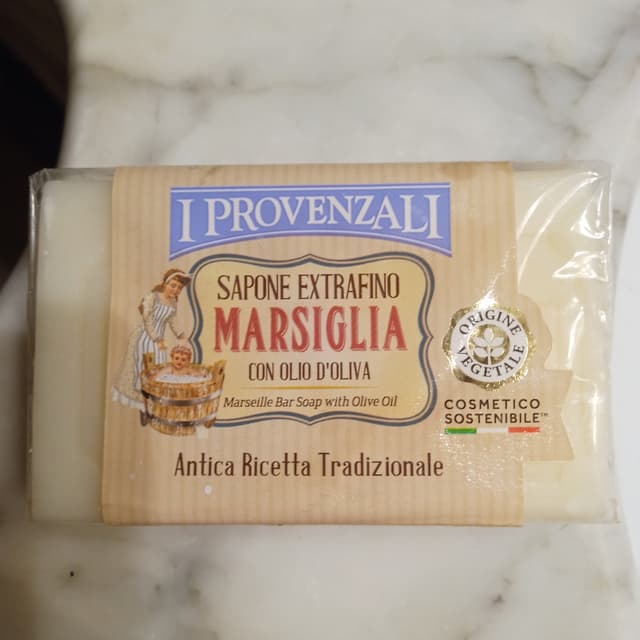 I PROVENZALI
SAPONE EXTRAFINO
MARSIGLIA
CON OLIO D'OLIVA
Marseille Bar Soap with Olive Oil
ORIGINE
VEGETALE
COSMETICO
SOSTENIBILE™
Antica Ricetta Tradizionale